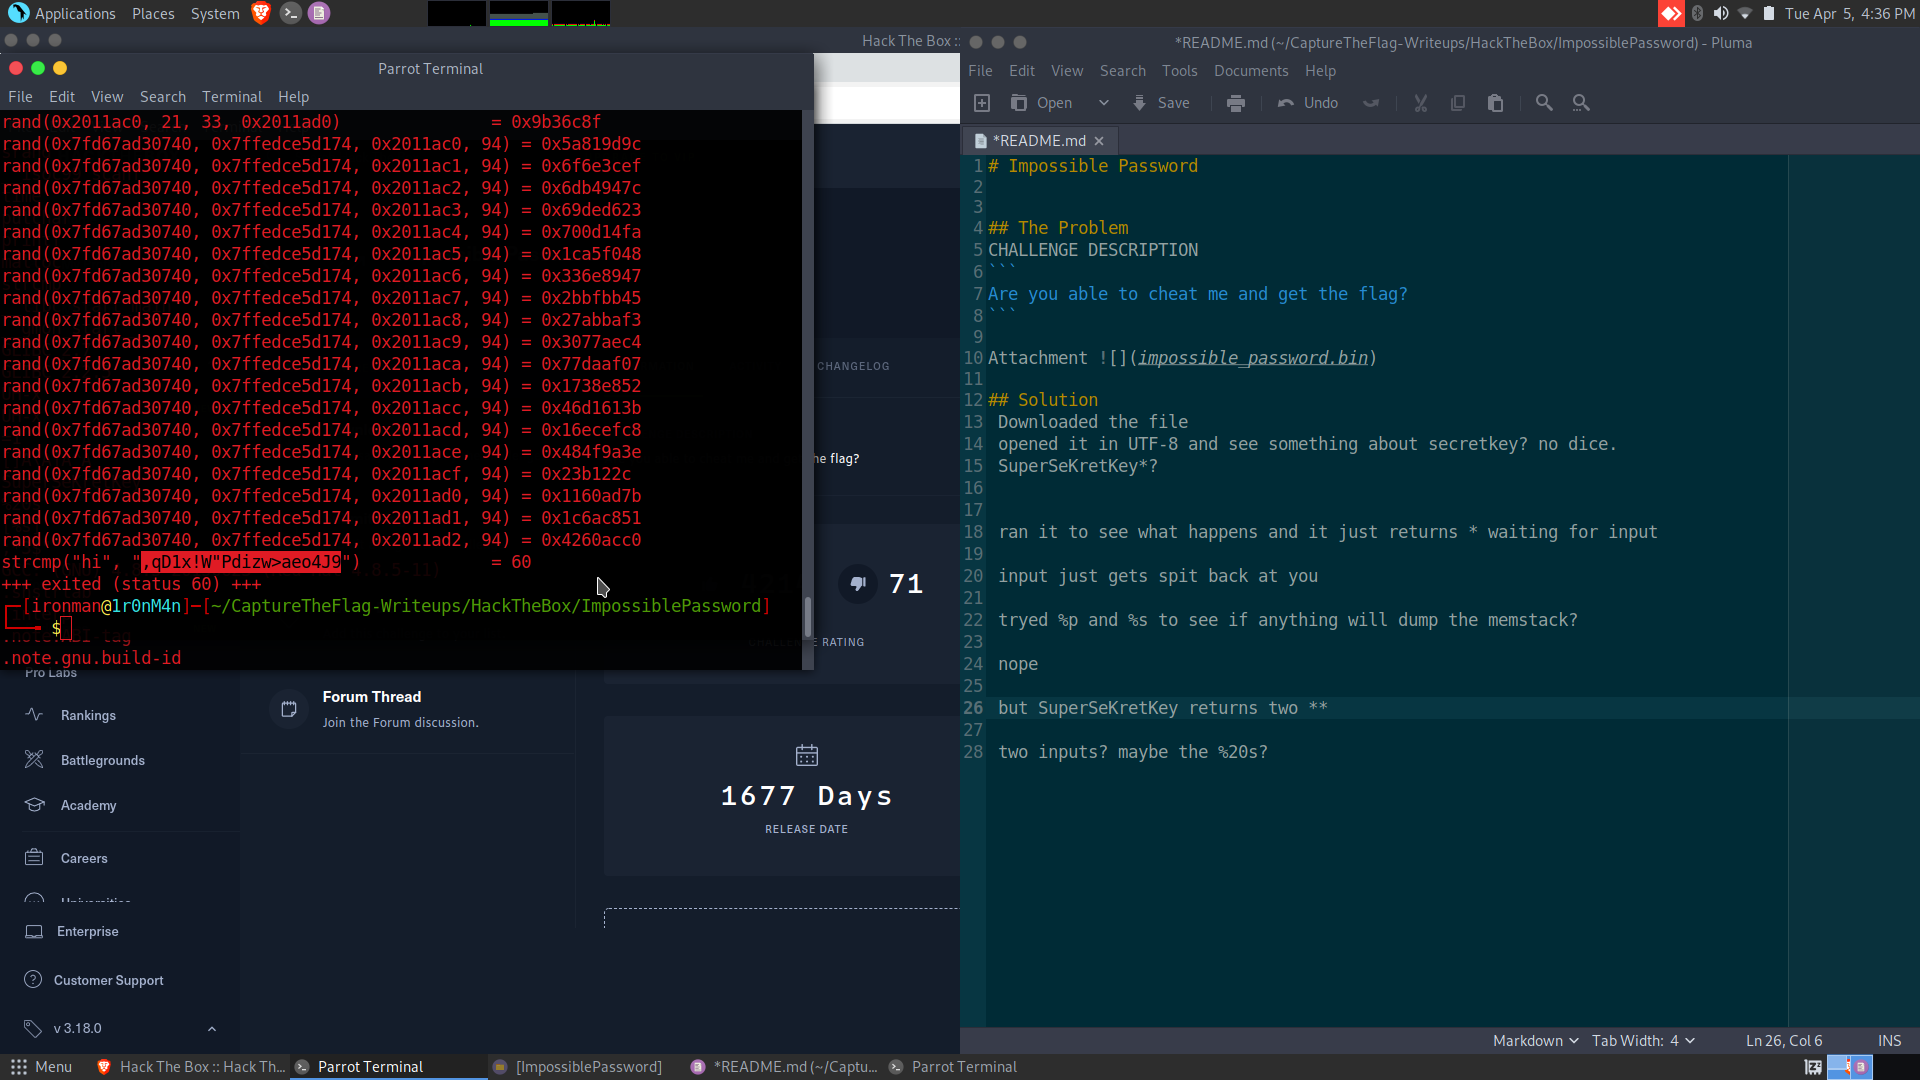 Applications Places System
Tue Apr 5, 4:36 PM
Hack The Box ::
*README.md (~/CaptureTheFlag-Writeups/HackTheBox/ImpossiblePassword) - Pluma
Parrot Terminal
File Edit View Search Terminal Help
rand(0x2011ac0, 21, 33, 0x2011ad0) = 0x9b36c8f
rand(0x7fd67ad30740, 0x7ffedce5d174, 0x2011ac0, 94) = 0x5a819d9c
rand(0x7fd67ad30740, 0x7ffedce5d174, 0x2011ac1, 94) = 0x6f6e3cef
rand(0x7fd67ad30740, 0x7ffedce5d174, 0x2011ac2, 94) = 0x6db4947c
rand(0x7fd67ad30740, 0x7ffedce5d174, 0x2011ac3, 94) = 0x69ded623
rand(0x7fd67ad30740, 0x7ffedce5d174, 0x2011ac4, 94) = 0x700d14fa
rand(0x7fd67ad30740, 0x7ffedce5d174, 0x2011ac5, 94) = 0x1ca5f048
rand(0x7fd67ad30740, 0x7ffedce5d174, 0x2011ac6, 94) = 0x336e8947
rand(0x7fd67ad30740, 0x7ffedce5d174, 0x2011ac7, 94) = 0x2bbfbb45
rand(0x7fd67ad30740, 0x7ffedce5d174, 0x2011ac8, 94) = 0x27abbaf3
rand(0x7fd67ad30740, 0x7ffedce5d174, 0x2011ac9, 94) = 0x3077aec4
rand(0x7fd67ad30740, 0x7ffedce5d174, 0x2011aca, 94) = 0x77daaf07
rand(0x7fd67ad30740, 0x7ffedce5d174, 0x2011acb, 94) = 0x1738e852
rand(0x7fd67ad30740, 0x7ffedce5d174, 0x2011acc, 94) = 0x46d1613b
rand(0x7fd67ad30740, 0x7ffedce5d174, 0x2011acd, 94) = 0x16ecefc8
rand(0x7fd67ad30740, 0x7ffedce5d174, 0x2011ace, 94) = 0x484f9a3e
rand(0x7fd67ad30740, 0x7ffedce5d174, 0x2011acf, 94) = 0x23b122c
rand(0x7fd67ad30740, 0x7ffedce5d174, 0x2011ad0, 94) = 0x1160ad7b
rand(0x7fd67ad30740, 0x7ffedce5d174, 0x2011ad1, 94) = 0x1c6ac851
rand(0x7fd67ad30740, 0x7ffedce5d174, 0x2011ad2, 94) = 0x4260acc0
strcmp("hi", ",qD1x!W"Pdizw>aeo4J9") = 60
+++ exited (status 60) +++
[ironman@1r0nM4n]─[~/CaptureTheFlag-Writeups/HackTheBox/ImpossiblePassword]
$
.note.gnu.build-id
CHANGELOG
he flag?
71
RATING
Pro Labs
Rankings
Battlegrounds
Academy
Careers
Universities
Enterprise
Customer Support
v 3.18.0
Forum Thread
Join the Forum discussion.
1677 Days
RELEASE DATE
File Edit View Search Tools Documents Help
Open Save Undo
*README.md
1 # Impossible Password
2
3
4 ## The Problem
5 CHALLENGE DESCRIPTION
6 ```
7 Are you able to cheat me and get the flag?
8 ```
9
10 Attachment ![](impossible_password.bin)
11
12 ## Solution
13 Downloaded the file
14 opened it in UTF-8 and see something about secretkey? no dice.
15 SuperSeKretKey*?
16
17
18 ran it to see what happens and it just returns * waiting for input
19
20 input just gets spit back at you
21
22 tryed %p and %s to see if anything will dump the memstack?
23
24 nope
25
26 but SuperSeKretKey returns two **
27
28 two inputs? maybe the %20s?
Markdown Tab Width: 4 Ln 26, Col 6 INS
Menu Hack The Box :: Hack Th... Parrot Terminal [ImpossiblePassword] *README.md (~/Captu... Parrot Terminal